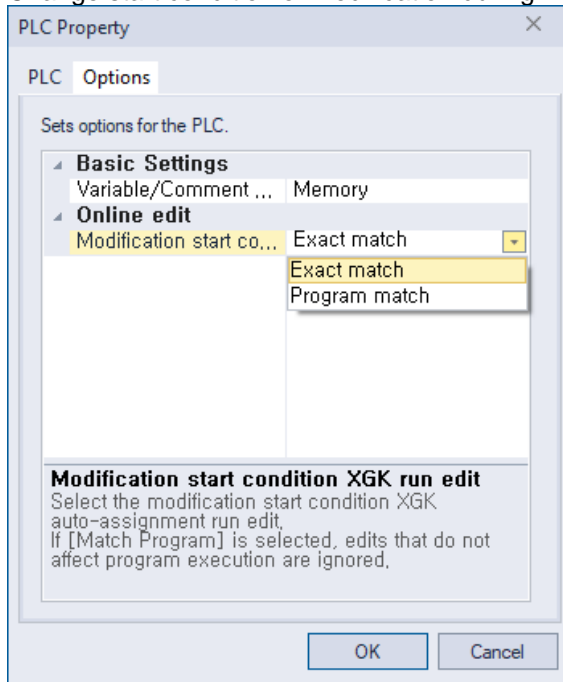 PLC Property
PLC Options
Sets options for the PLC.
Basic Settings
Variable/Comment ... Memory
Online edit
Modification start co... Exact match
Exact match
Program match
Modification start condition XGK run edit
Select the modification start condition XGK
auto-assignment run edit,
If [Match Program] is selected, edits that do not
affect program execution are ignored,
OK Cancel